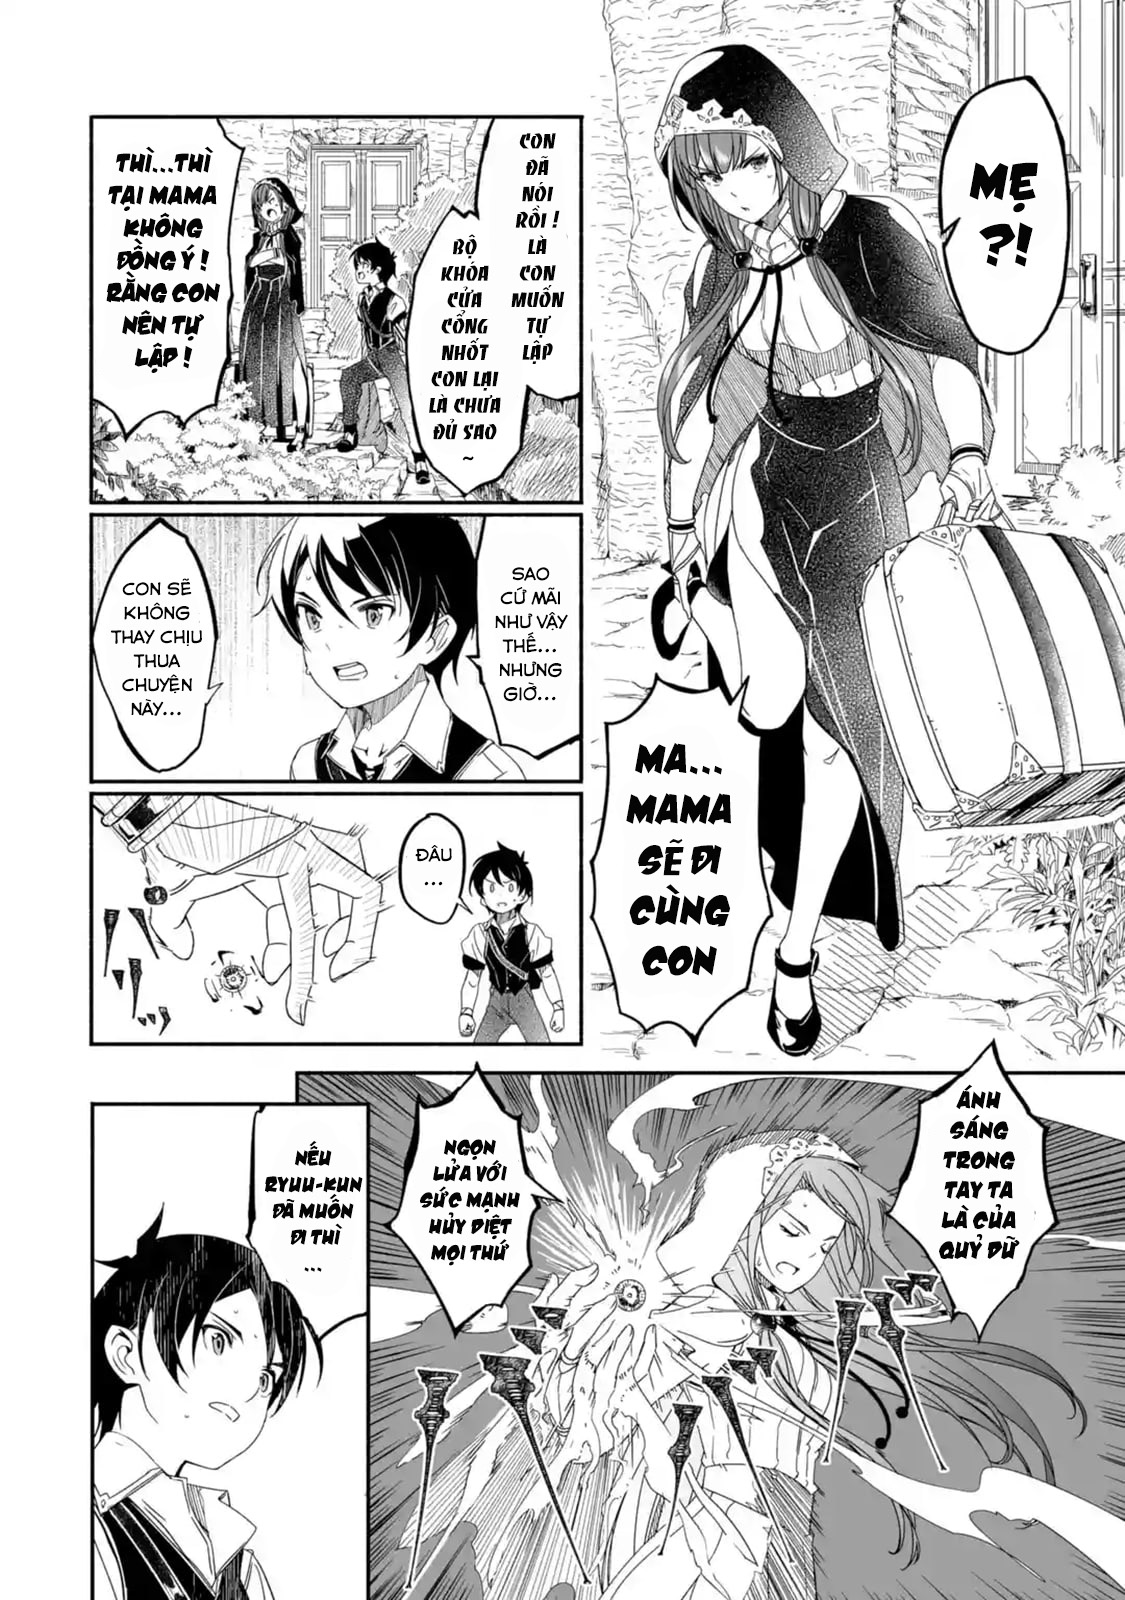 MẸ
?!
MA...
MAMA
SẼ ĐI
CÙNG
CON
CON
ĐÃ
NÓI
RỒI! 
LÀ
CON
MUỐN
TỰ
LẬP
BỘ
KHÓA
CỬA
CỔNG
NHỐT
CON LẠI
LÀ CHƯA
ĐỦ SAO
~
THÌ...THÌ
TẠI MAMA
KHÔNG
ĐỒNG Ý!
RẰNG CON
NÊN TỰ
LẬP!
SAO
CỨ MÃI
NHƯ VẬY
THẾ...
NHƯNG
GIỜ...
CON SẼ
KHÔNG
THAY CHỊU
THUA
CHUYỆN
NÀY...
ĐÂU
...
ÁNH
SÁNG
TRONG
TAY TA
LÀ CỦA
QUỶ DỮ
NGỌN
LỬA VỚI
SỨC MẠNH
HỦY DIỆT
MỌI THỨ
NẾU
RYUU-KUN
ĐÃ MUỐN
ĐI THÌ
...